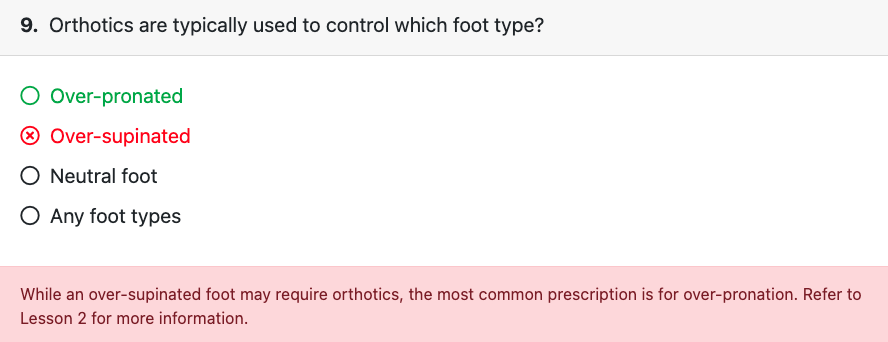 9. Orthotics are typically used to control which foot type?
Over-pronated
Over-supinated
Neutral foot
Any foot types
While an over-supinated foot may require orthotics, the most common prescription is for over-pronation. Refer to
Lesson 2 for more information.